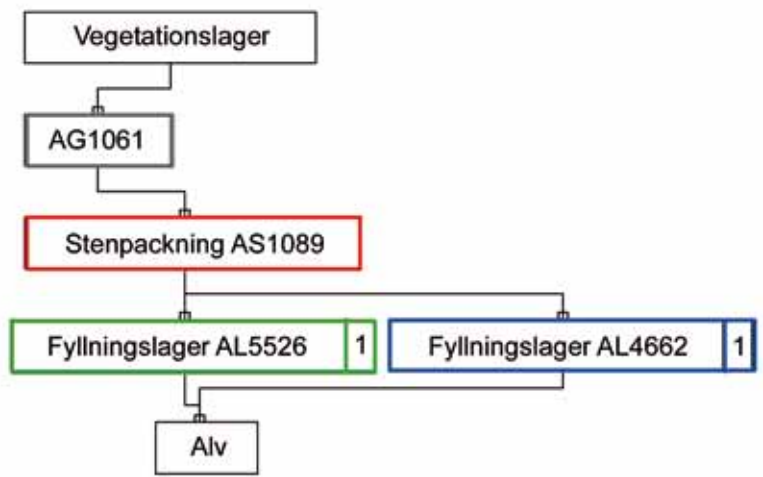 Vegetationslager
AG1061
Stenpackning AS1089
Fyllningslager AL5526 1
Fyllningslager AL4662 1
Alv